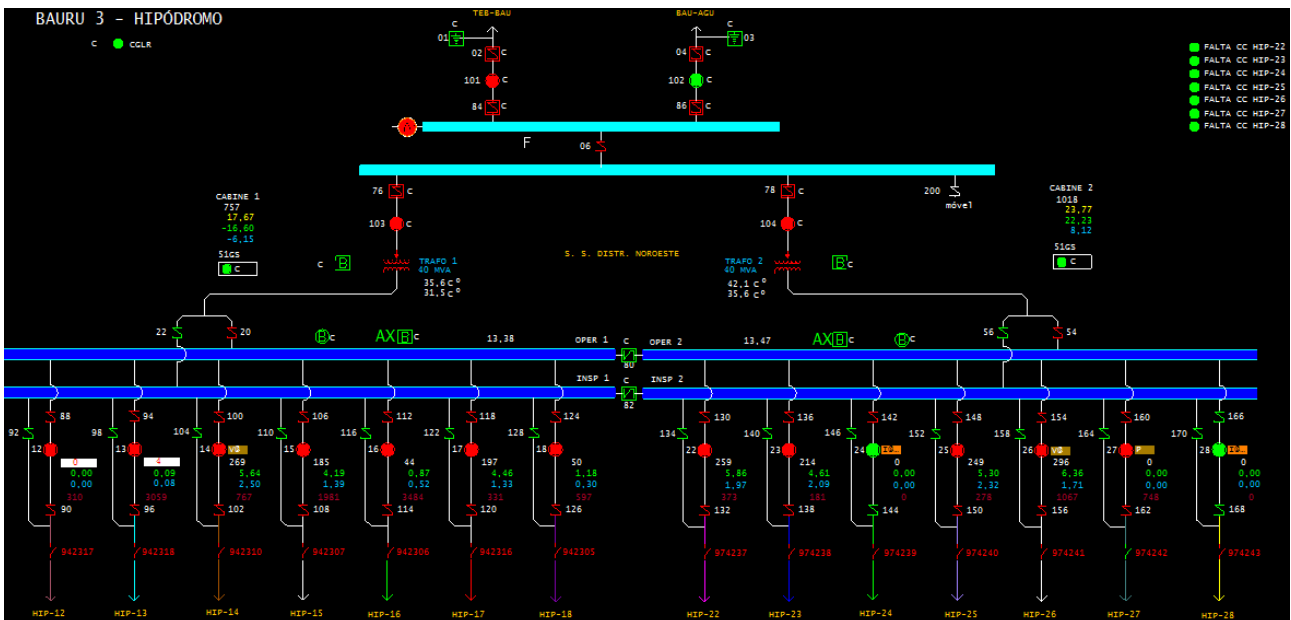 BAURU 3 - HIPÓDROMO
C CGLR
TEB-BAU
BAU-AGU
C
01
C
03
02 C
04 C
101 C
102 C
84 C
86 C
F
06
FALTA CC HIP-22
FALTA CC HIP-23
FALTA CC HIP-24
FALTA CC HIP-25
FALTA CC HIP-26
FALTA CC HIP-27
FALTA CC HIP-28
76 C
78 C
200
móvel
103 C
104 C
CABINE 1
757
17,67
-16,60
-6,15
51GS
C
CABINE 2
1018
23,77
22,23
8,12
51GS
C
C B
TRAFO 1
40 MVA
35,6 C°
31,5 C°
S. S. DISTR. NOROESTE
TRAFO 2
40 MVA
42,1 C°
35,6 C°
B C
22 20
B C
AX B C
13,38
OPER 1
C
80
OPER 2
13,47
AX B C
B C
56 54
INSP 1
C
82
INSP 2
88 94 100 106 112 118 124 130 136 142 148 154 160 166
92 98 104 110 116 122 128 134 140 146 152 158 164 170
12 13 14 VG 15 16 17 18 22 23 24 25 26 VG 27 P 28
0 4 269 185 44 197 50 259 214 0 249 296 0 0
0,00 0,09 5,64 4,19 0,87 4,46 1,18 5,86 4,61 0,00 5,30 6,36 0,00 0,00
0,00 0,08 2,50 1,39 0,52 1,33 0,30 1,97 2,09 0,00 2,32 1,71 0,00 0,00
310 3059 767 1981 3484 331 597 373 181 0 278 1067 748 0
90 96 102 108 114 120 126 132 138 144 150 156 162 168
942317 942318 942310 942307 942306 942316 942305 974237 974238 974239 974240 974241 974242 974243
HIP-12 HIP-13 HIP-14 HIP-15 HIP-16 HIP-17 HIP-18 HIP-22 HIP-23 HIP-24 HIP-25 HIP-26 HIP-27 HIP-28